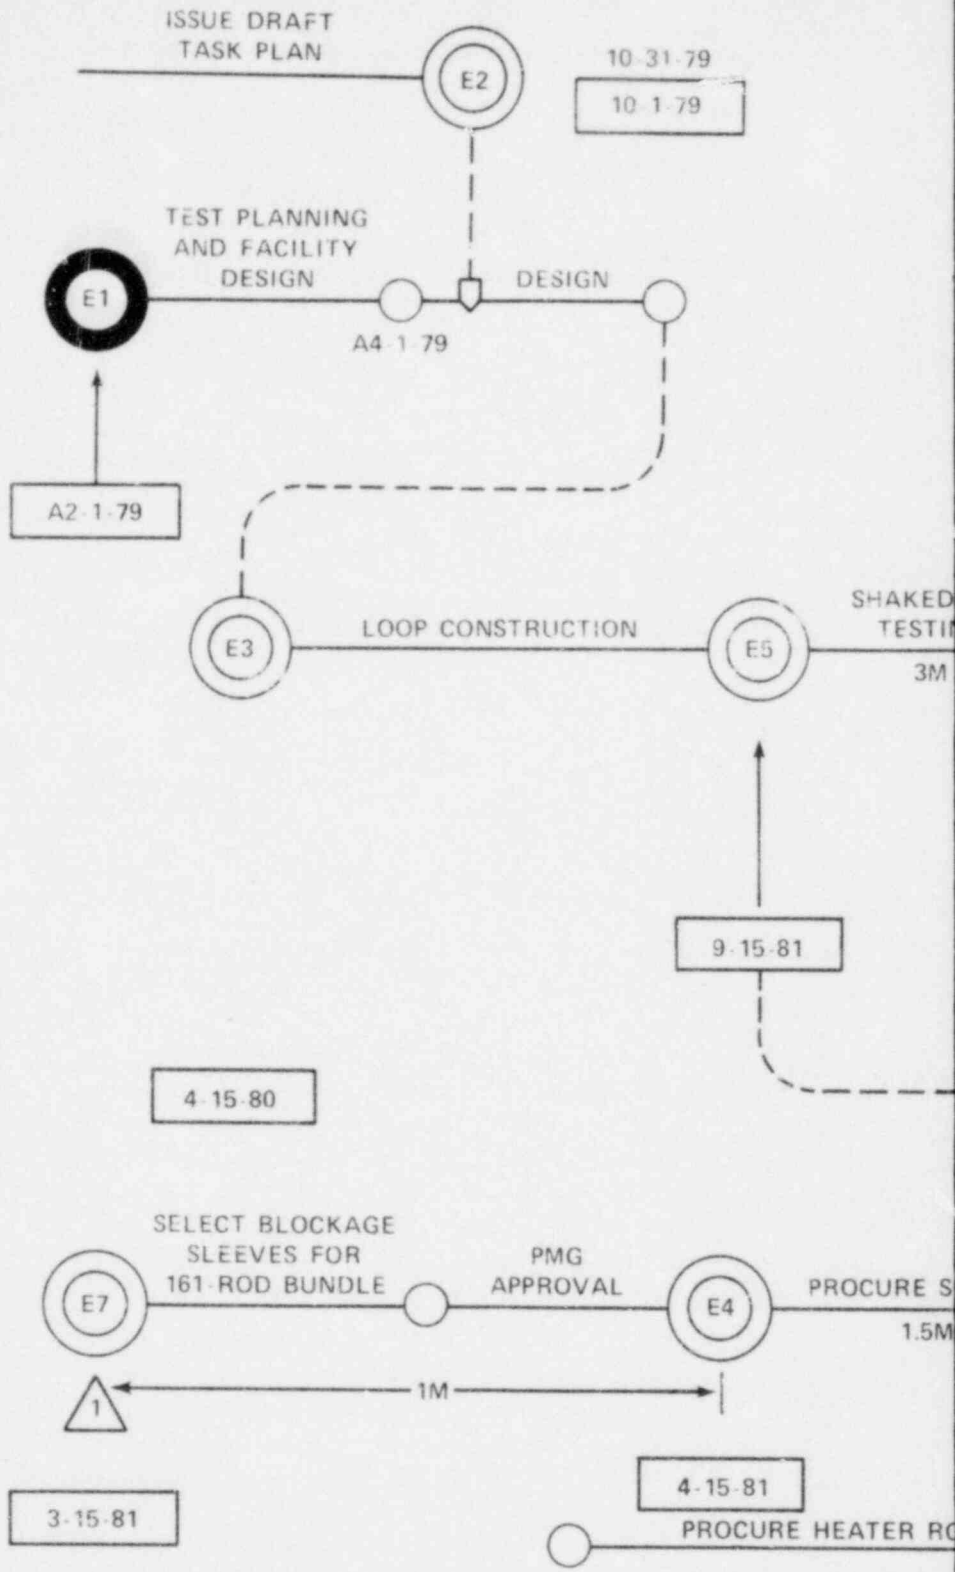 ISSUE DRAFT
TASK PLAN
E2
10-31-79
10-1-79
TEST PLANNING
AND FACILITY
DESIGN
E1
DESIGN
A4-1-79
A2-1-79
E3
LOOP CONSTRUCTION
E5
SHAKED
TESTIN
3M
9-15-81
4-15-80
SELECT BLOCKAGE
SLEEVES FOR
161-ROD BUNDLE
PMG
APPROVAL
E7
E4
PROCURE S
1.5M
1M
1
3-15-81
4-15-81
PROCURE HEATER RO